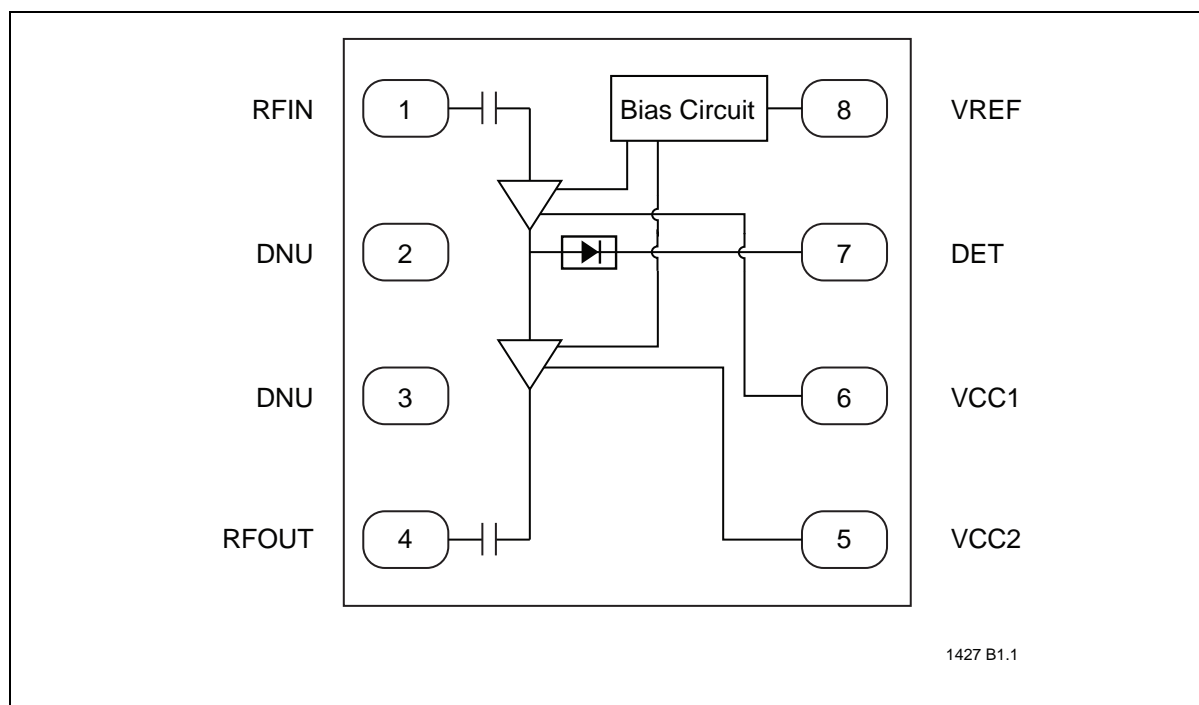 RFIN 1 Bias Circuit 8 VREF
DNU 2 7 DET
DNU 3 6 VCC1
RFOUT 4 5 VCC2
1427 B1.1